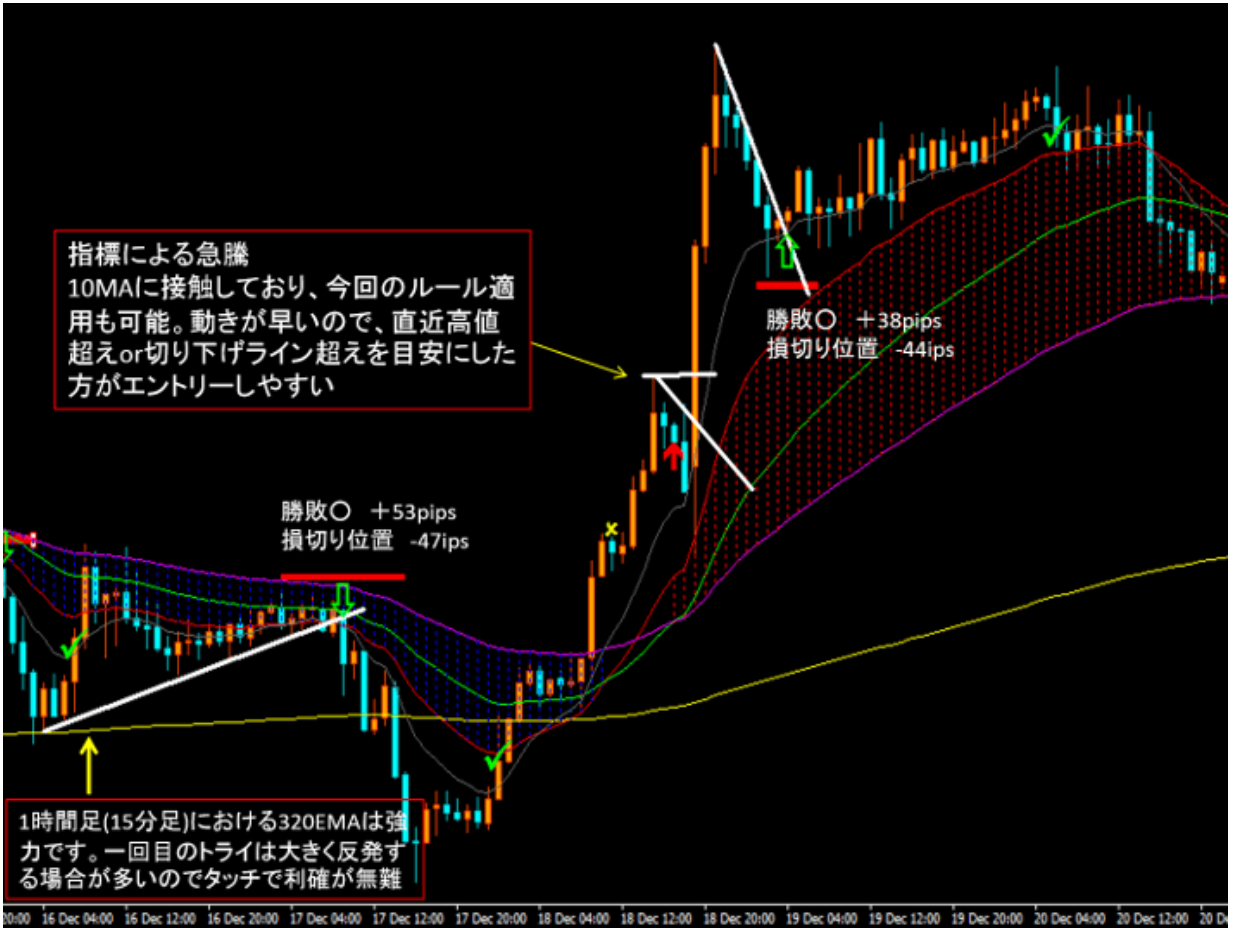 指標による急騰
10MAに接触しており、今回のルール適
用も可能。動きが早いので、直近高値
超えor切り下げライン超えを目安にした
方がエントリーしやすい
勝敗〇 ＋38pips
損切り位置 -44ips
勝敗〇 ＋53pips
損切り位置 -47ips
1時間足(15分足)における320EMAは強
力です。一回目のトライは大きく反発す
る場合が多いのでタッチで利確が無難
20:00 16 Dec 04:00 16 Dec 12:00 16 Dec 20:00 17 Dec 04:00 17 Dec 12:00 17 Dec 20:00 18 Dec 04:00 18 Dec 12:00 18 Dec 20:00 19 Dec 04:00 19 Dec 12:00 19 Dec 20:00 20 Dec 04:00 20 Dec 12:00 20 De